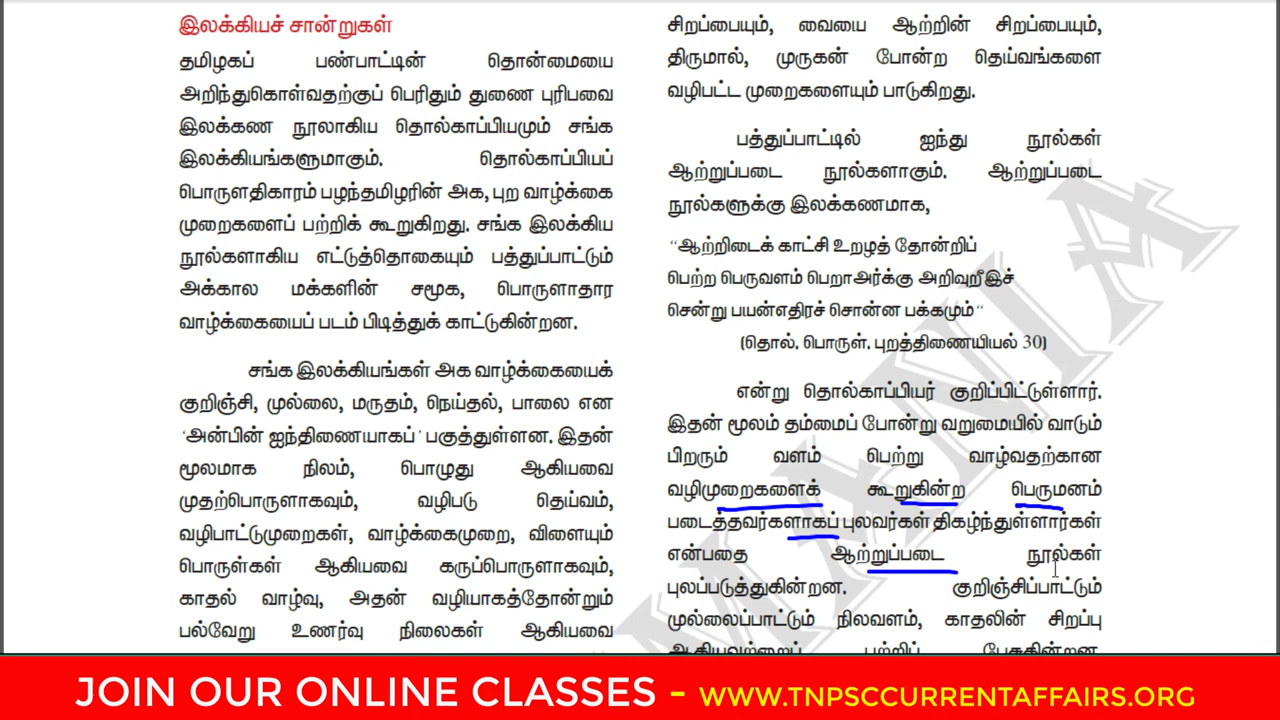 இலக்கியச் சான்றுகள்
தமிழகப் பண்பாட்டின் தொன்மையை
அறிந்துகொள்வதற்குப் பெரிதும் துணை புரிபவை
இலக்கண நூலாகிய தொல்காப்பியமும் சங்க
இலக்கியங்களுமாகும். தொல்காப்பியப்
பொருளதிகாரம் பழந்தமிழரின் அக, புற வாழ்க்கை
முறைகளைப் பற்றிக் கூறுகிறது. சங்க இலக்கிய
நூல்களாகிய எட்டுத்தொகையும் பத்துப்பாட்டும்
அக்கால மக்களின் சமூக, பொருளாதார
வாழ்க்கையைப் படம் பிடித்துக் காட்டுகின்றன.
சங்க இலக்கியங்கள் அக வாழ்க்கையைக்
குறிஞ்சி, முல்லை, மருதம், நெய்தல், பாலை என
‘அன்பின் ஐந்திணையாகப்’ பகுத்துள்ளன. இதன்
மூலமாக நிலம், பொழுது ஆகியவை
முதற்பொருளாகவும், வழிபடு தெய்வம்,
வழிபாட்டுமுறைகள், வாழ்க்கைமுறை, விளையும்
பொருள்கள் ஆகியவை கருப்பொருளாகவும்,
காதல் வாழ்வு, அதன் வழியாகத்தோன்றும்
பல்வேறு உணர்வு நிலைகள் ஆகியவை
சிறப்பையும், வையை ஆற்றின் சிறப்பையும்,
திருமால், முருகன் போன்ற தெய்வங்களை
வழிபட்ட முறைகளையும் பாடுகிறது.
பத்துப்பாட்டில் ஐந்து நூல்கள்
ஆற்றுப்படை நூல்களாகும். ஆற்றுப்படை
நூல்களுக்கு இலக்கணமாக,
“ஆற்றிடைக் காட்சி உறழத் தோன்றிப்
பெற்ற பெருவளம் பெறாஅர்க்கு அறிவுறீஇச்
சென்று பயன்எதிரச் சொன்ன பக்கமும்“
(தொல். பொருள். புறத்திணையியல் 30)
என்று தொல்காப்பியர் குறிப்பிட்டுள்ளார்.
இதன் மூலம் தம்மைப் போன்று வறுமையில் வாடும்
பிறரும் வளம் பெற்று வாழ்வதற்கான
வழிமுறைகளைக் கூறுகின்ற பெருமனம்
படைத்தவர்களாகப் புலவர்கள் திகழ்ந்துள்ளார்கள்
என்பதை ஆற்றுப்படை நூல்கள்
புலப்படுத்துகின்றன. குறிஞ்சிப்பாட்டும்
முல்லைப்பாட்டும் நிலவளம், காதலின் சிறப்பு
ஆகியவற்றைப் பற்றிப் பேசுகின்றன.
MANIA
JOIN OUR ONLINE CLASSES - WWW.TNPSCCURRENTAFFAIRS.ORG